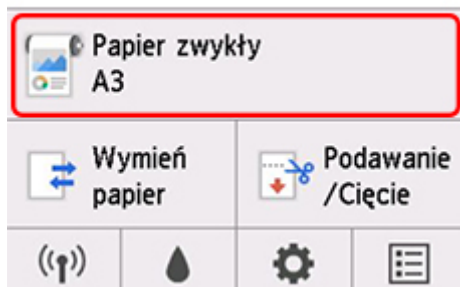 Papier zwykły
A3
Wymień
papier
Podawanie
/Cięcie